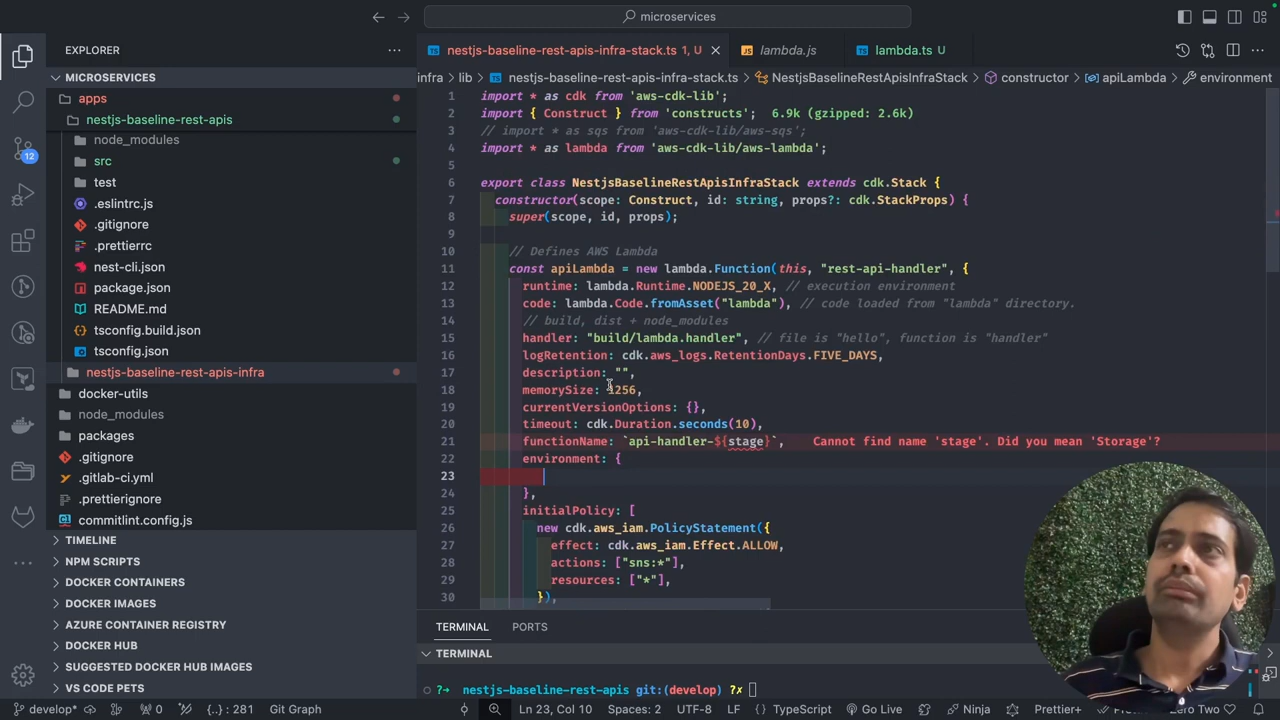 microservices
EXPLORER
nestjs-baseline-rest-apis-infra-stack.ts 1, U
lambda.js
lambda.ts U
MICROSERVICES
infra > lib > nestjs-baseline-rest-apis-infra-stack.ts > NestjsBaselineRestApisInfraStack > constructor > apiLambda > environment
apps
nestjs-baseline-rest-apis
node_modules
src
test
.eslintrc.js
.gitignore
.prettierrc
nest-cli.json
package.json
README.md
tsconfig.build.json
tsconfig.json
nestjs-baseline-rest-apis-infra
docker-utils
node_modules
packages
.gitignore
.gitlab-ci.yml
.prettierignore
commitlint.config.js
TIMELINE
NPM SCRIPTS
DOCKER CONTAINERS
DOCKER IMAGES
AZURE CONTAINER REGISTRY
DOCKER HUB
SUGGESTED DOCKER HUB IMAGES
VS CODE PETS
12
1 import * as cdk from 'aws-cdk-lib';
2 import { Construct } from 'constructs'; 6.9k (gzipped: 2.6k)
3 // import * as sqs from 'aws-cdk-lib/aws-sqs';
4 import * as lambda from 'aws-cdk-lib/aws-lambda';
5
6 export class NestjsBaselineRestApisInfraStack extends cdk.Stack {
7 constructor(scope: Construct, id: string, props?: cdk.StackProps) {
8 super(scope, id, props);
9
10 // Defines AWS Lambda
11 const apiLambda = new lambda.Function(this, "rest-api-handler", {
12 runtime: lambda.Runtime.NODEJS_20_X, // execution environment
13 code: lambda.Code.fromAsset("lambda"), // code loaded from "lambda" directory.
14 // build, dist + node_modules
15 handler: "build/lambda.handler", // file is "hello", function is "handler"
16 logRetention: cdk.aws_logs.RetentionDays.FIVE_DAYS,
17 description: "",
18 memorySize: 1256,
19 currentVersionOptions: {},
20 timeout: cdk.Duration.seconds(10),
21 functionName: `api-handler-${stage}`, Cannot find name 'stage'. Did you mean 'Storage'?
22 environment: {
23
24 },
25 initialPolicy: [
26 new cdk.aws_iam.PolicyStatement({
27 effect: cdk.aws_iam.Effect.ALLOW,
28 actions: ["sns:*"],
29 resources: ["*"],
30 }),
TERMINAL PORTS
TERMINAL
?→ nestjs-baseline-rest-apis git:(develop) ?✗
develop* 0 {..} : 281 Git Graph Ln 23, Col 10 Spaces: 2 UTF-8 LF TypeScript Go Live Ninja Prettier+ Zero Two